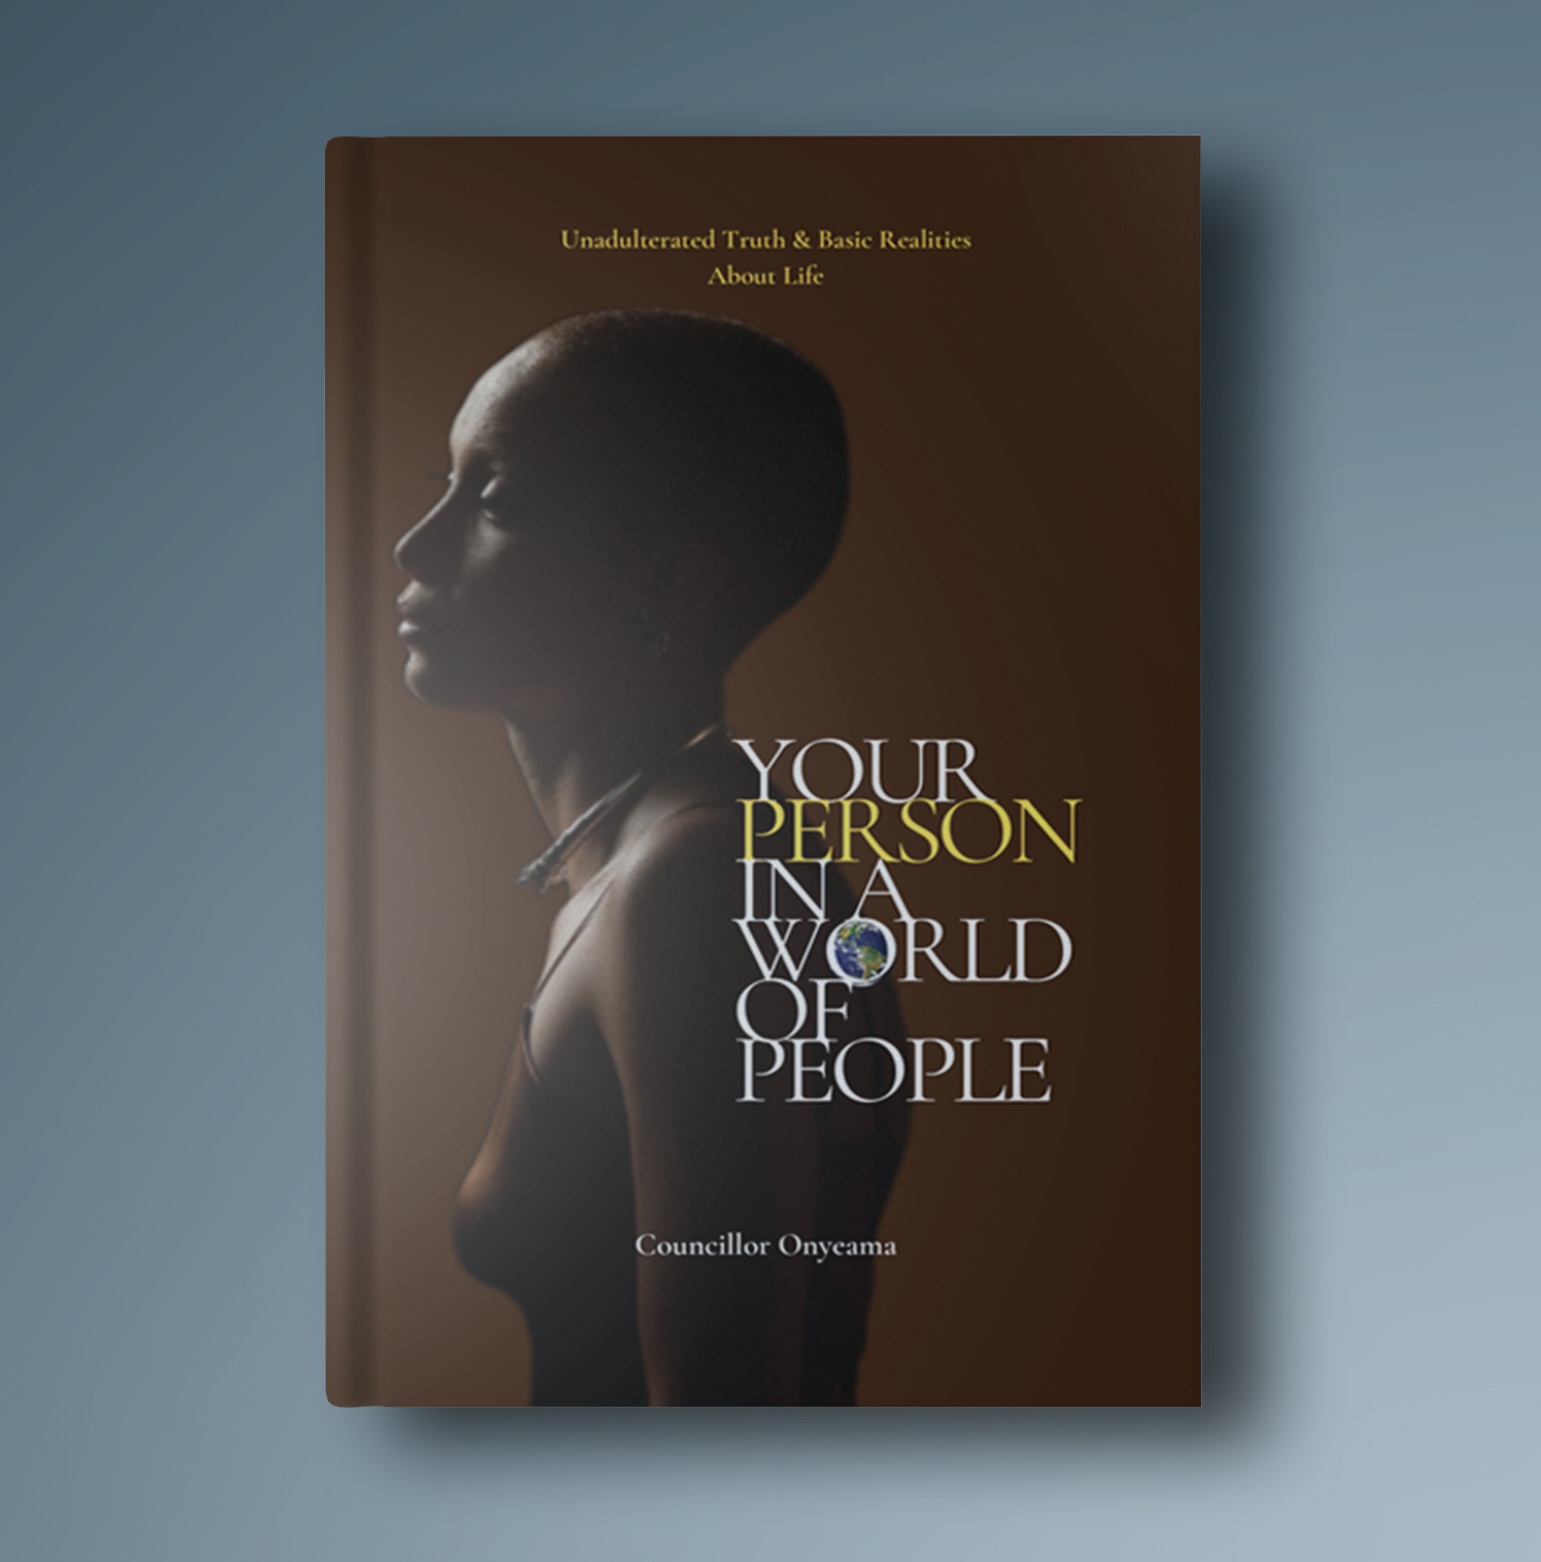 Unadulterated Truth & Basic Realities
About Life
YOUR
PERSON
IN A
WORLD
OF
PEOPLE
Councillor Onyeama